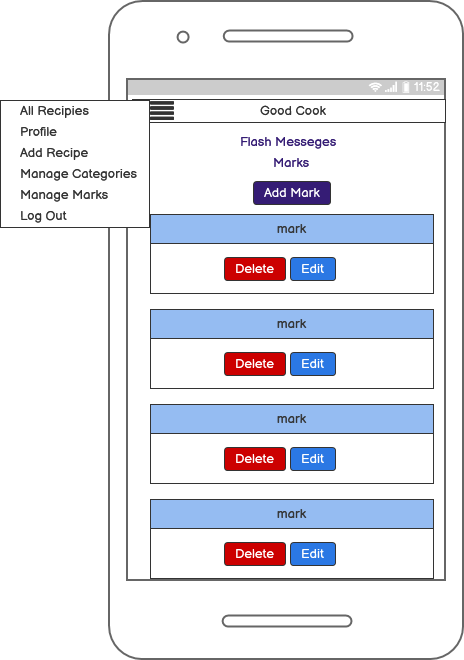 11:52
Good Cook
All Recipies
Profile
Add Recipe
Manage Categories
Manage Marks
Log Out
Flash Messeges
Marks
Add Mark
mark
Delete Edit
mark
Delete Edit
mark
Delete Edit
mark
Delete Edit